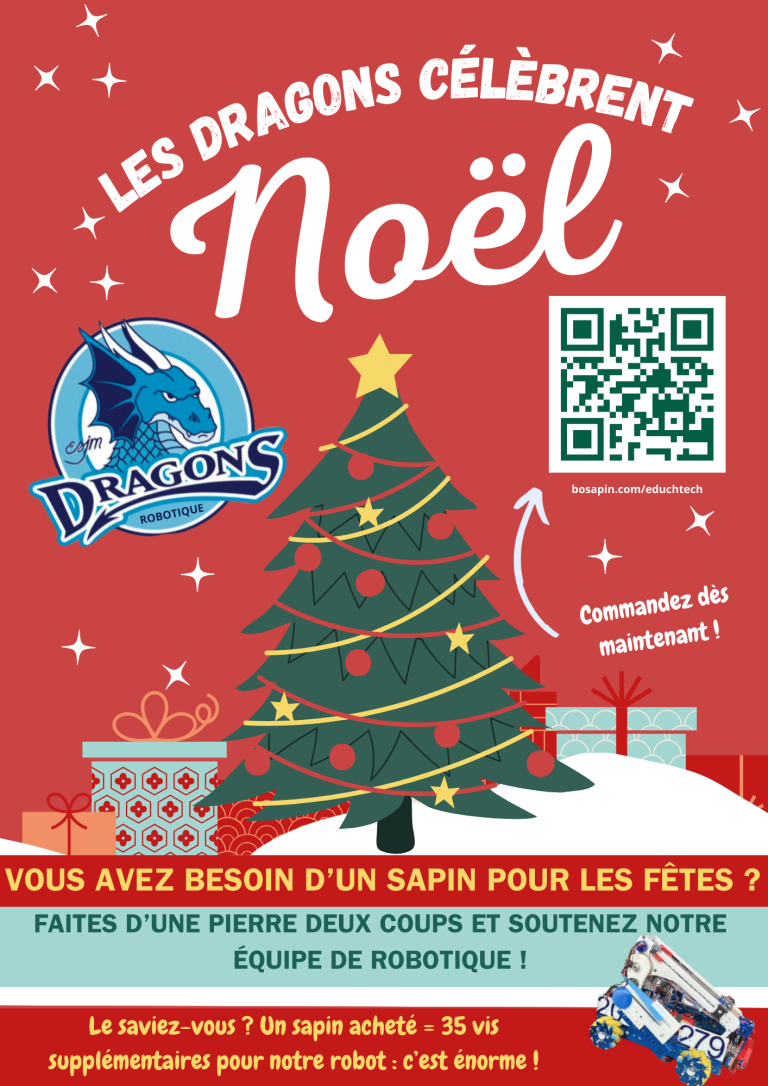 LES DRAGONS CÉLÈBRENT
Noël
esjm
DRAGONS
ROBOTIQUE
bosapin.com/educhtech
Commandez dès
maintenant !
VOUS AVEZ BESOIN D'UN SAPIN POUR LES FÊTES ?
FAITES D'UNE PIERRE DEUX COUPS ET SOUTENEZ NOTRE
ÉQUIPE DE ROBOTIQUE !
Le saviez-vous ? Un sapin acheté = 35 vis
supplémentaires pour notre robot : c'est énorme !
279